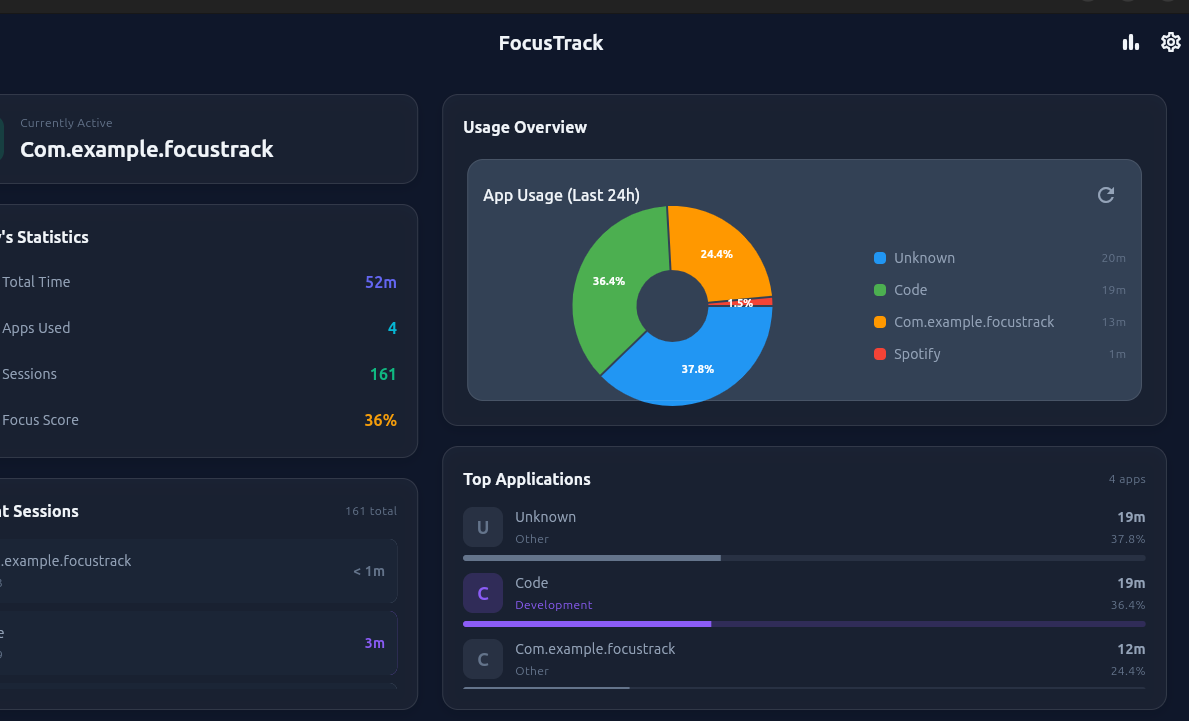 FocusTrack
Currently Active
Com.example.focustrack
's Statistics
Total Time 52m
Apps Used 4
Sessions 161
Focus Score 36%
t Sessions 161 total
.example.focustrack
< 1m
3m
Usage Overview
App Usage (Last 24h)
24.4%
36.4%
1.5%
37.8%
Unknown 20m
Code 19m
Com.example.focustrack 13m
Spotify 1m
Top Applications 4 apps
U Unknown 19m
Other 37.8%
C Code 19m
Development 36.4%
C Com.example.focustrack 12m
Other 24.4%